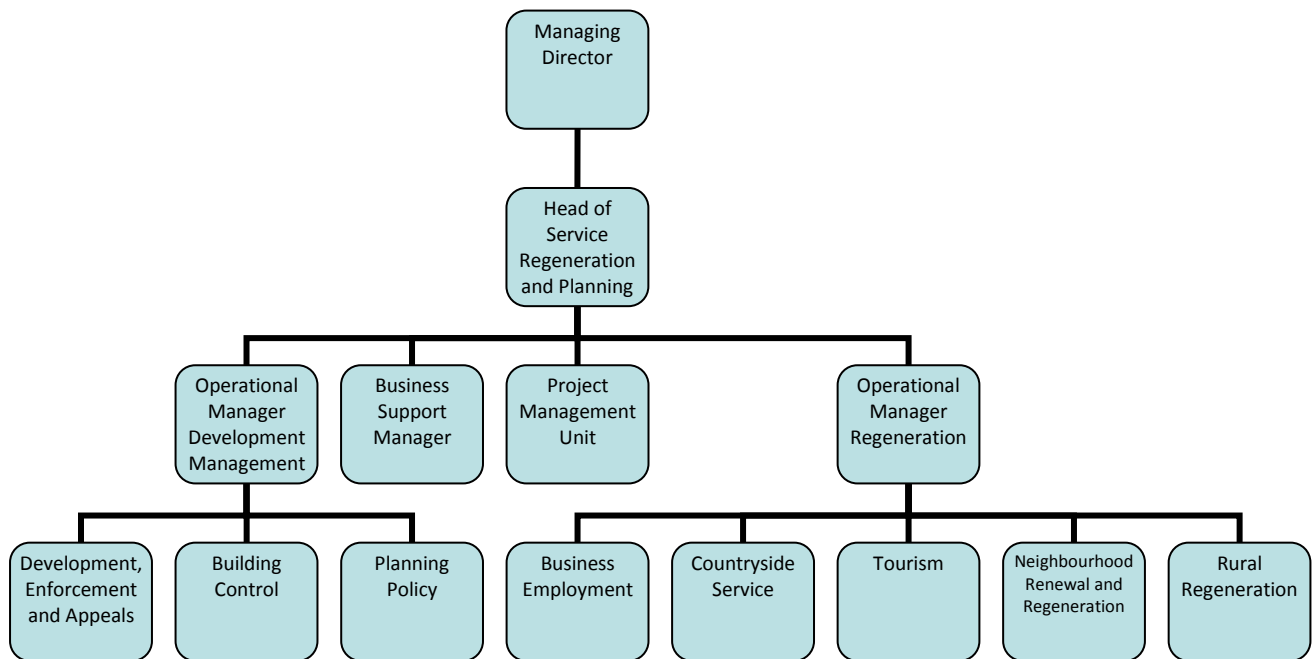 Managing
Director
Head of
Service
Regeneration
and Planning
Operational
Manager
Development
Management
Business
Support
Manager
Project
Management
Unit
Operational
Manager
Regeneration
Development,
Enforcement
and Appeals
Building
Control
Planning
Policy
Business
Employment
Countryside
Service
Tourism
Neighbourhood
Renewal and
Regeneration
Rural
Regeneration